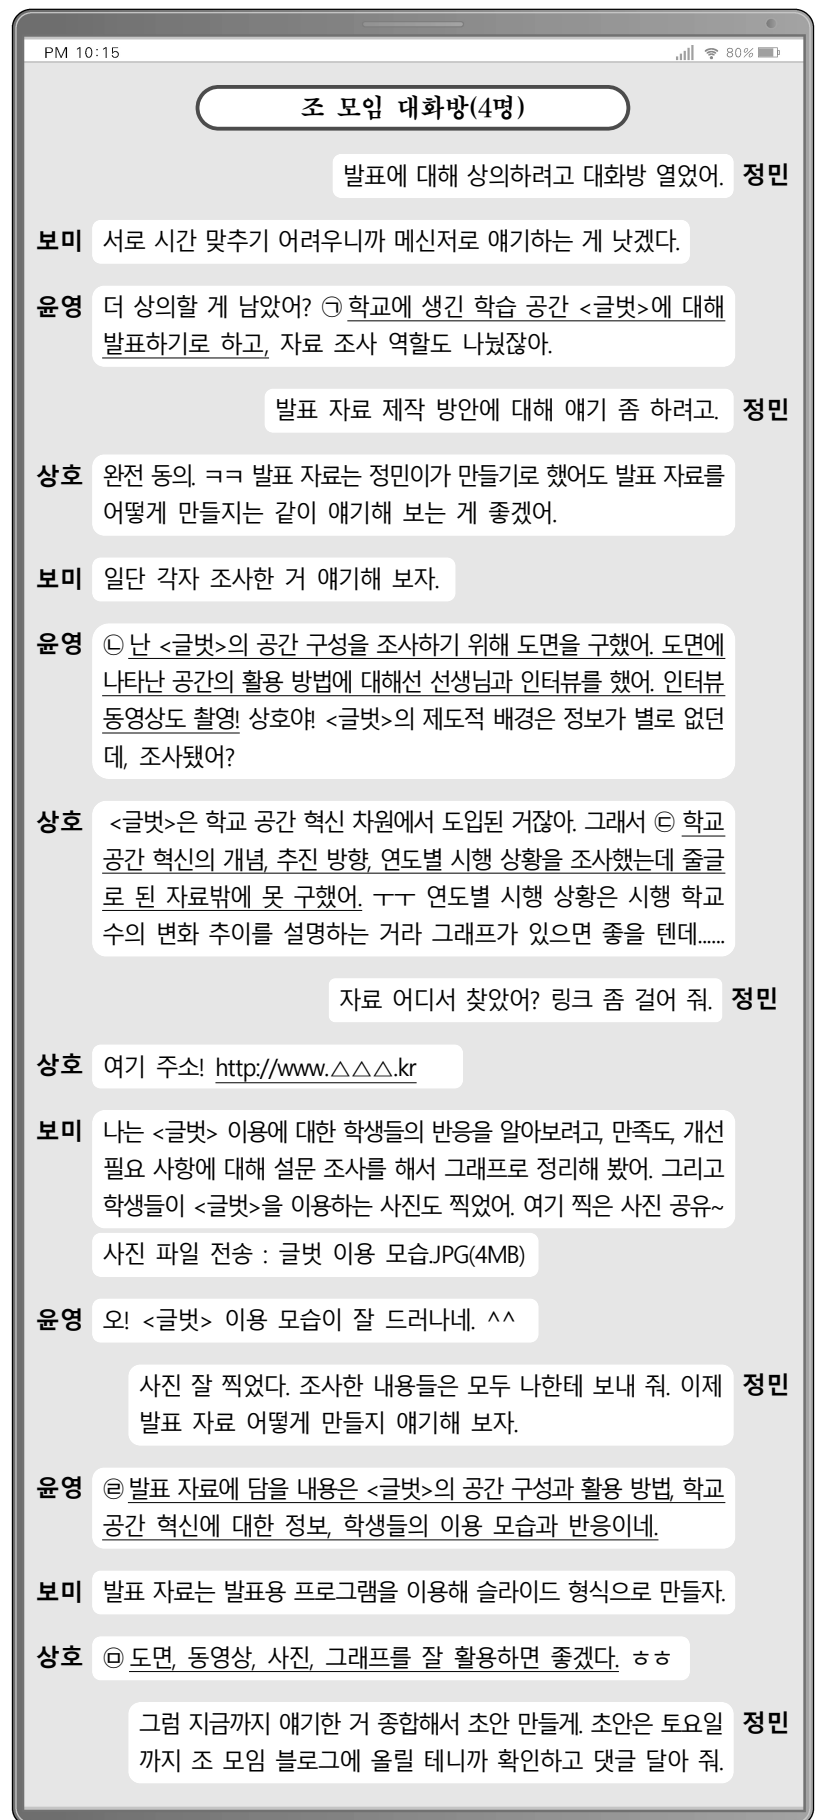 PM 10:15
80%
조 모임 대화방(4명)
발표에 대해 상의하려고 대화방 열었어. 정민
보미 서로 시간 맞추기 어려우니까 메신저로 얘기하는 게 낫겠다.
윤영 더 상의할 게 남았어? ㉠ 학교에 생긴 학습 공간 <글벗>에 대해
발표하기로 하고, 자료 조사 역할도 나눴잖아.
발표 자료 제작 방안에 대해 얘기 좀 하려고. 정민
상호 완전 동의. ㅋㅋ 발표 자료는 정민이가 만들기로 했어도 발표 자료를
어떻게 만들지는 같이 얘기해 보는 게 좋겠어.
보미 일단 각자 조사한 거 얘기해 보자.
윤영 ㉡ 난 <글벗>의 공간 구성을 조사하기 위해 도면을 구했어. 도면에
나타난 공간의 활용 방법에 대해선 선생님과 인터뷰를 했어. 인터뷰
동영상도 촬영! 상호야! <글벗>의 제도적 배경은 정보가 별로 없던
데, 조사됐어?
상호 <글벗>은 학교 공간 혁신 차원에서 도입된 거잖아. 그래서 ㉢ 학교
공간 혁신의 개념, 추진 방향, 연도별 시행 상황을 조사했는데 줄글
로 된 자료밖에 못 구했어. ㅜㅜ 연도별 시행 상황은 시행 학교
수의 변화 추이를 설명하는 거라 그래프가 있으면 좋을 텐데......
자료 어디서 찾았어? 링크 좀 걸어 줘. 정민
상호 여기 주소! http://www.△△△.kr
보미 나는 <글벗> 이용에 대한 학생들의 반응을 알아보려고, 만족도, 개선
필요 사항에 대해 설문 조사를 해서 그래프로 정리해 봤어. 그리고
학생들이 <글벗>을 이용하는 사진도 찍었어. 여기 찍은 사진 공유~
사진 파일 전송 : 글벗 이용 모습.JPG(4MB)
윤영 오! <글벗> 이용 모습이 잘 드러나네. ^^
사진 잘 찍었다. 조사한 내용들은 모두 나한테 보내 줘. 이제 정민
발표 자료 어떻게 만들지 얘기해 보자.
윤영 ㉣ 발표 자료에 담을 내용은 <글벗>의 공간 구성과 활용 방법, 학교
공간 혁신에 대한 정보, 학생들의 이용 모습과 반응이네.
보미 발표 자료는 발표용 프로그램을 이용해 슬라이드 형식으로 만들자.
상호 ㉤ 도면, 동영상, 사진, 그래프를 잘 활용하면 좋겠다. ㅎㅎ
그럼 지금까지 얘기한 거 종합해서 초안 만들게. 초안은 토요일 정민
까지 조 모임 블로그에 올릴 테니까 확인하고 댓글 달아 줘.